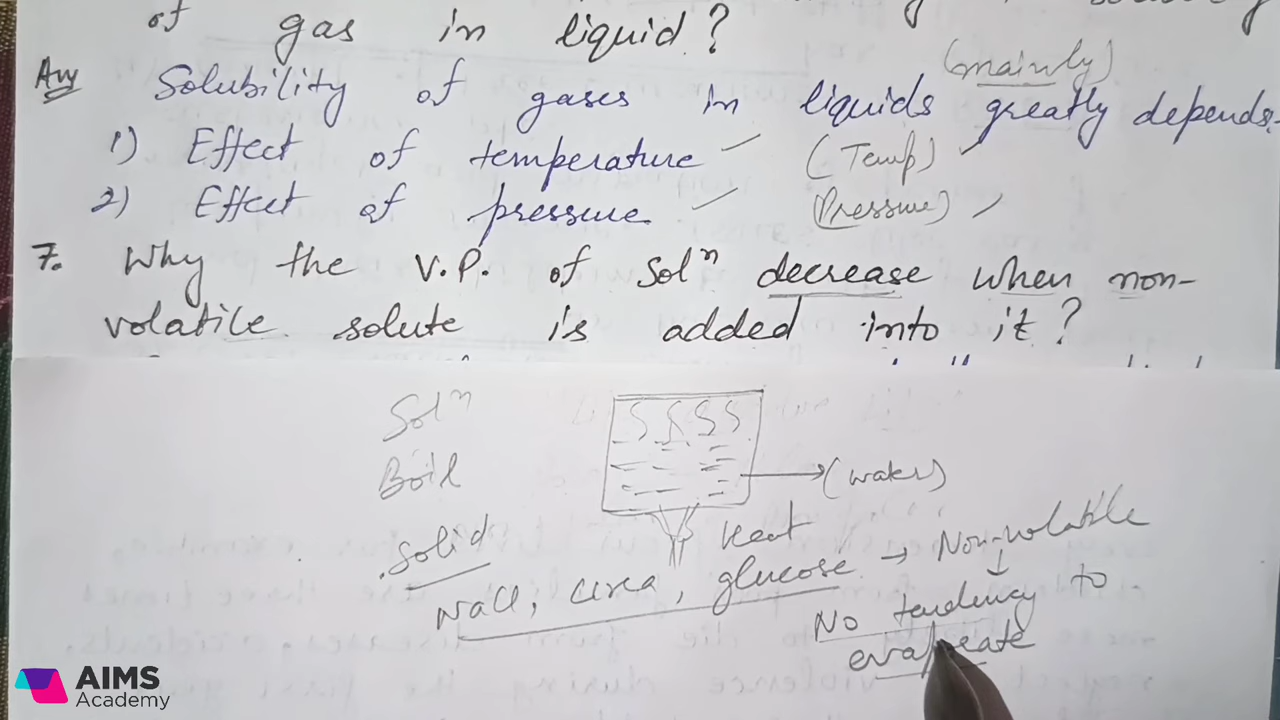 of gas in liquid?
Ans Solubility of gases in liquids greatly depends.
(mainly)
1) Effect of temperature (Temp)
2) Effect of pressure (Pressure)
7. Why the V.P. of Solⁿ decrease when non-
volatile solute is added into it?
Solⁿ
Boil
SSSS
(water)
Heat
Solid
NaCl, urea, glucose → Non-volatile
No tendency to
evaporate
AIMS
Academy